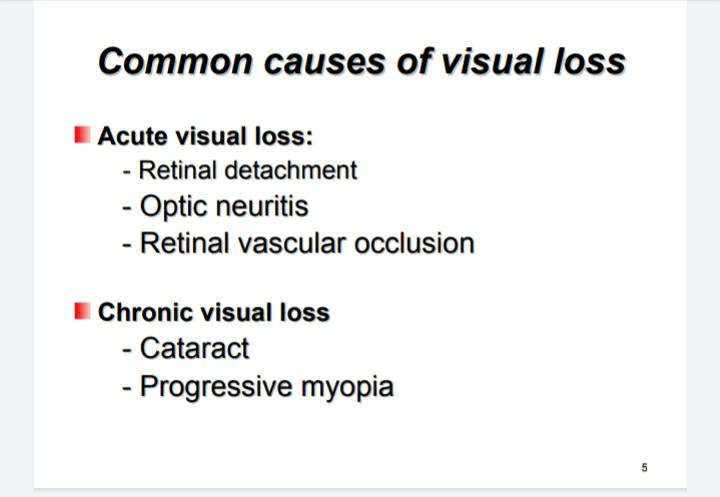 Common causes of visual loss
Acute visual loss:
- Retinal detachment
- Optic neuritis
- Retinal vascular occlusion
Chronic visual loss
- Cataract
- Progressive myopia
5